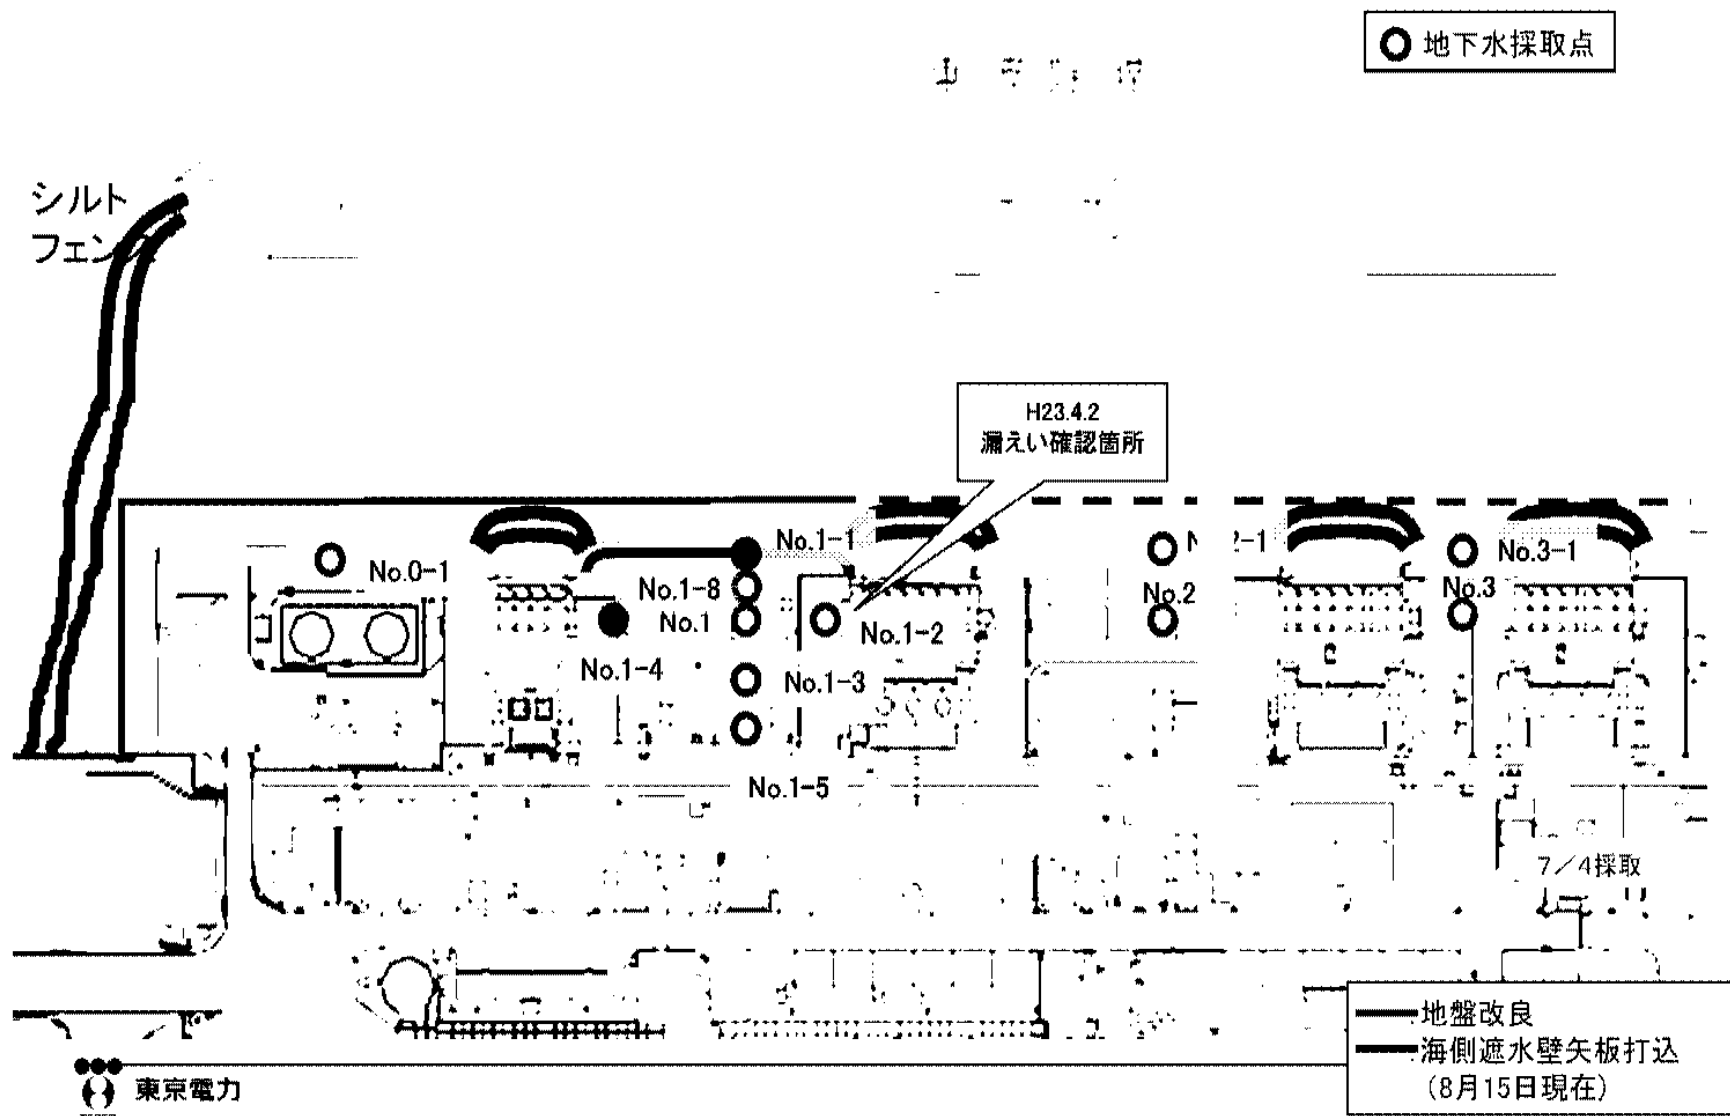 地下水採取点
シルト
フェン
H23.4.2
漏えい確認箇所
No.0-1
No.1-1
No.1-8
No.1
No.1-2
No.1-4
No.1-3
No.1-5
2-1
No.2
No.3-1
No.3
7/4採取
地盤改良
海側遮水壁矢板打込
(8月15日現在)
東京電力